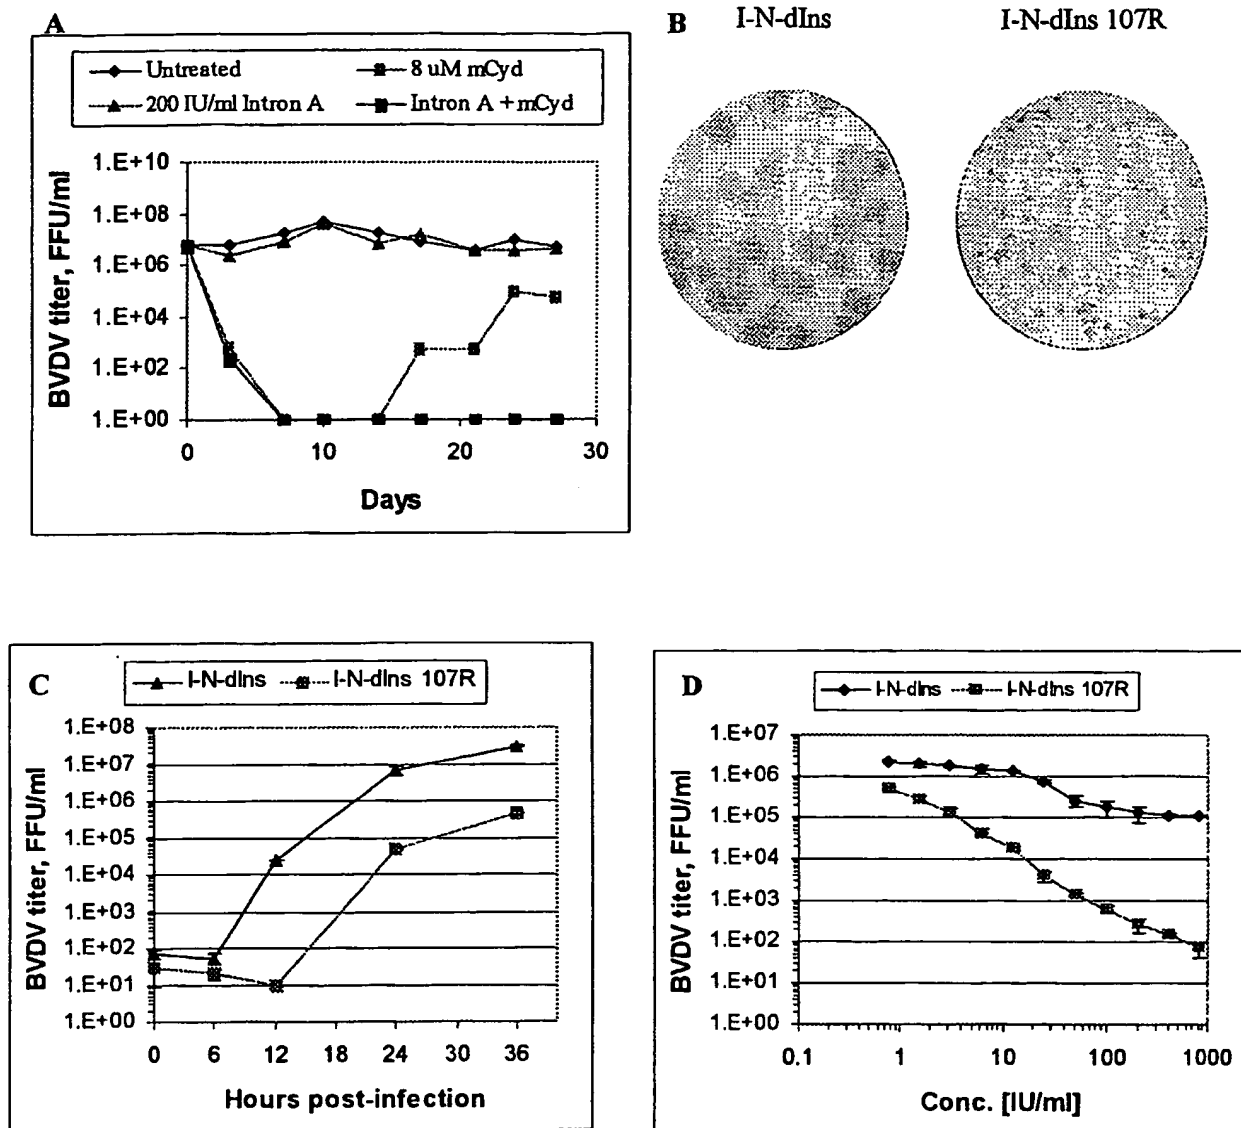 A
Untreated
8 uM mCyd
200 IU/ml Intron A
Intron A + mCyd
1.E+10
1.E+08
1.E+06
1.E+04
1.E+02
1.E+00
BVDV titer, FFU/ml
0 10 20 30
Days
B
I-N-dIns
I-N-dIns 107R
C
I-N-dIns
I-N-dIns 107R
1.E+08
1.E+07
1.E+06
1.E+05
1.E+04
1.E+03
1.E+02
1.E+01
1.E+00
BVDV titer, FFU/ml
0 6 12 18 24 30 36
Hours post-infection
D
I-N-dIns
I-N-dIns 107R
1.E+07
1.E+06
1.E+05
1.E+04
1.E+03
1.E+02
1.E+01
1.E+00
BVDV titer, FFU/ml
0.1 1 10 100 1000
Conc. [IU/ml]